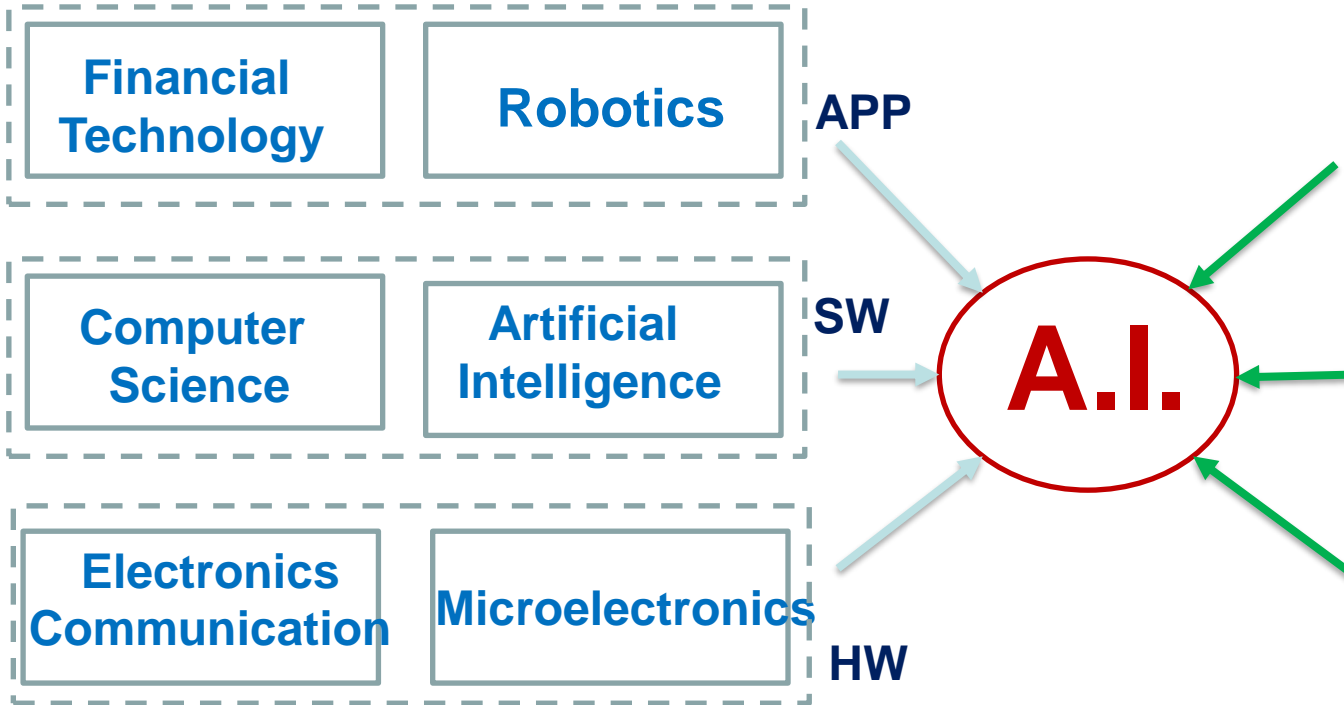 Financial
Technology
Robotics
APP
Computer
Science
Artificial
Intelligence
SW
A.I.
Electronics
Communication
Microelectronics
HW